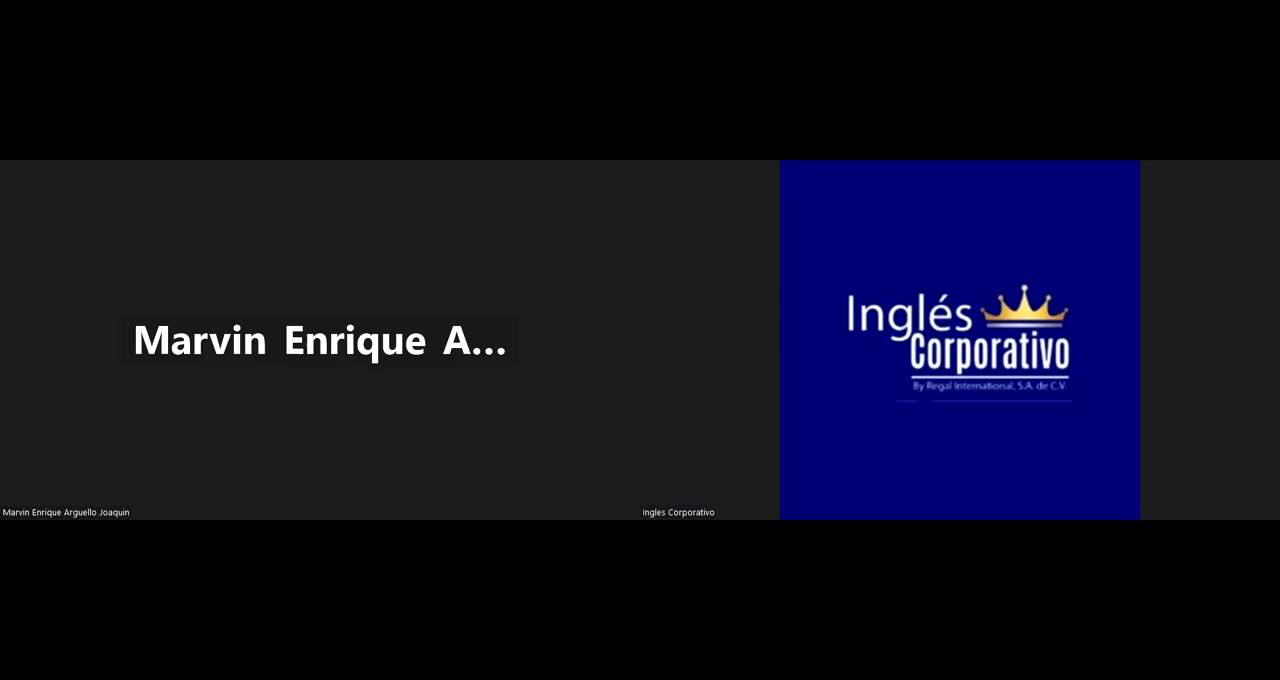 Marvin Enrique A...
Marvin Enrique Arguello Joaquin
Inglés
Corporativo
By Regal International, S.A. de C.V.
Ingles Corporativo